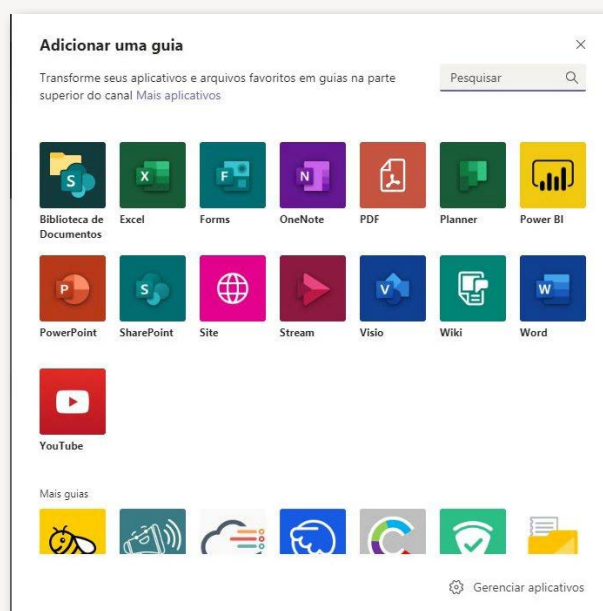 Adicionar uma guia
Transforme seus aplicativos e arquivos favoritos em guias na parte
superior do canal Mais aplicativos
Pesquisar
Biblioteca de
Documentos
Excel
Forms
OneNote
PDF
Planner
Power BI
PowerPoint
SharePoint
Site
Stream
Visio
Wiki
Word
YouTube
Mais guias
Gerenciar aplicativos